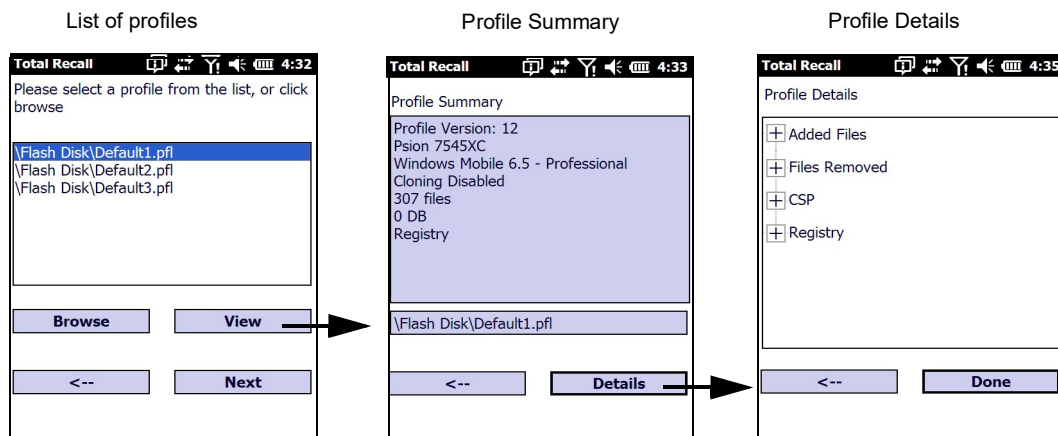 List of profiles
Total Recall 4:32
Please select a profile from the list, or click
browse
\Flash Disk\Default1.pfl
\Flash Disk\Default2.pfl
\Flash Disk\Default3.pfl
Browse View
<-- Next
Profile Summary
Total Recall 4:33
Profile Summary
Profile Version: 12
Psion 7545XC
Windows Mobile 6.5 - Professional
Cloning Disabled
307 files
0 DB
Registry
\Flash Disk\Default1.pfl
<-- Details
Profile Details
Total Recall 4:35
Profile Details
Added Files
Files Removed
CSP
Registry
<-- Done